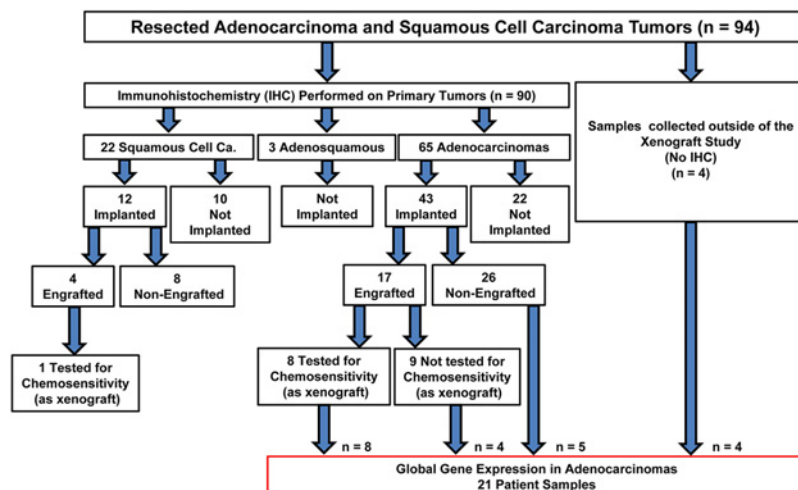 Resected Adenocarcinoma and Squamous Cell Carcinoma Tumors (n = 94)
Immunohistochemistry (IHC) Performed on Primary Tumors (n = 90)
Samples collected outside of the
Xenograft Study
(No IHC)
(n = 4)
22 Squamous Cell Ca.
3 Adenosquamous
65 Adenocarcinomas
12
Implanted
10
Not
Implanted
Not
Implanted
43
Implanted
22
Not
Implanted
4
Engrafted
8
Non-Engrafted
17
Engrafted
26
Non-Engrafted
1 Tested for
Chemosensitivity
(as xenograft)
8 Tested for
Chemosensitivity
(as xenograft)
9 Not tested for
Chemosensitivity
(as xenograft)
n = 8
n = 4
n = 5
n = 4
Global Gene Expression in Adenocarcinomas
21 Patient Samples